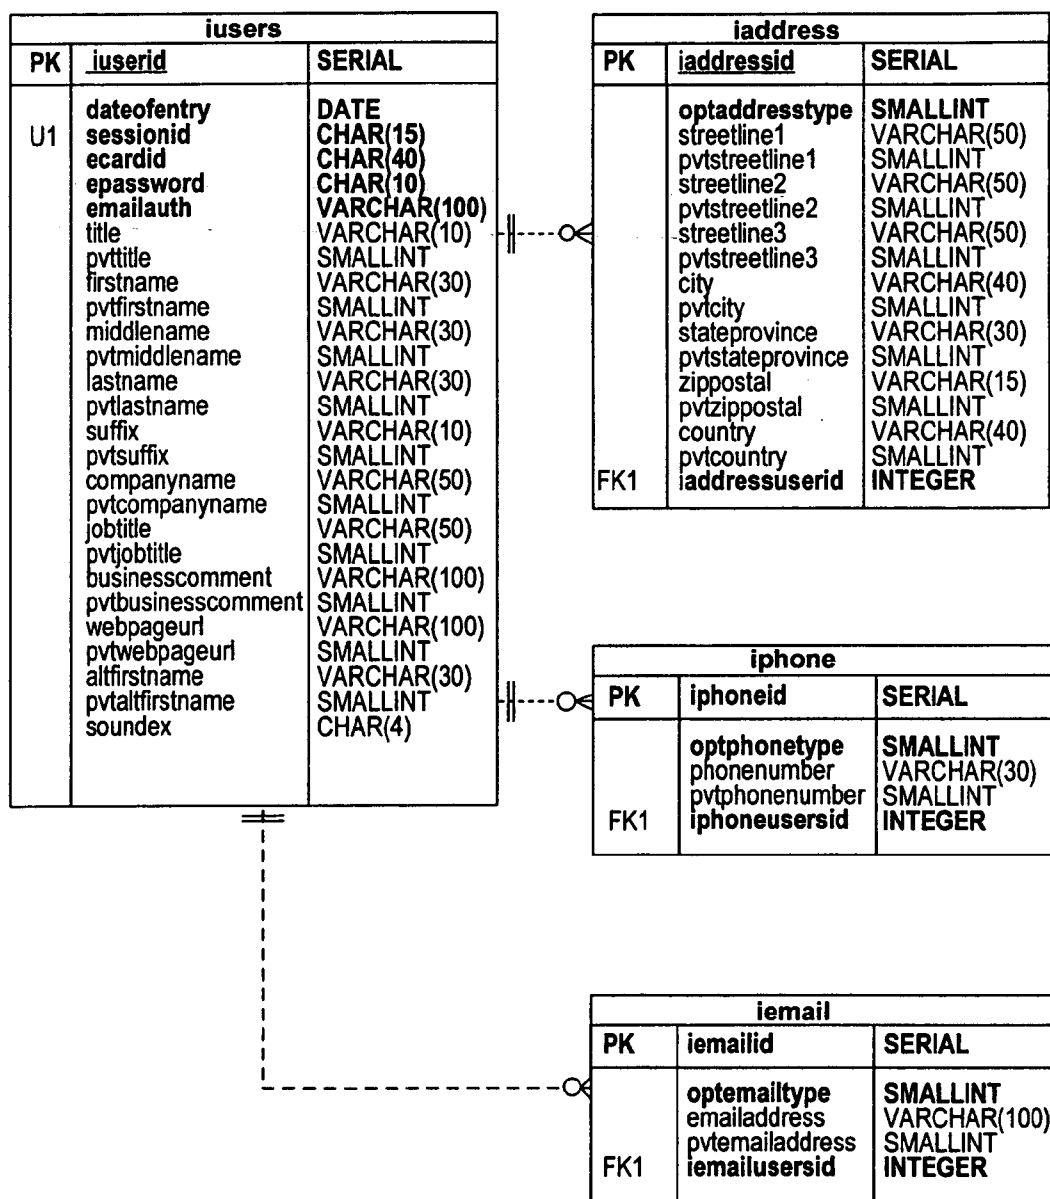 iusers
PK iuserid SERIAL
dateofentry DATE
U1 sessionid CHAR(15)
ecardid CHAR(40)
epassword CHAR(10)
emailauth VARCHAR(100)
title VARCHAR(10)
pvttitle SMALLINT
firstname VARCHAR(30)
pvtfirstname SMALLINT
middlename VARCHAR(30)
pvtmiddlename SMALLINT
lastname VARCHAR(30)
pvtlastname SMALLINT
suffix VARCHAR(10)
pvtsuffix SMALLINT
companyname VARCHAR(50)
pvtcompanyname SMALLINT
jobtitle VARCHAR(50)
pvtjobtitle SMALLINT
businesscomment VARCHAR(100)
pvtbusinesscomment SMALLINT
webpageurl VARCHAR(100)
pvtwebpageurl SMALLINT
altfirstname VARCHAR(30)
pvtaltfirstname SMALLINT
soundex CHAR(4)
iaddress
PK iaddressid SERIAL
optaddresstype SMALLINT
streetline1 VARCHAR(50)
pvtstreetline1 SMALLINT
streetline2 VARCHAR(50)
pvtstreetline2 SMALLINT
streetline3 VARCHAR(50)
pvtstreetline3 SMALLINT
city VARCHAR(40)
pvtcity SMALLINT
stateprovince VARCHAR(30)
pvtstateprovince SMALLINT
zippostal VARCHAR(15)
pvtzippostal SMALLINT
country VARCHAR(40)
pvtcountry SMALLINT
FK1 iaddressuserid INTEGER
iphone
PK iphoneid SERIAL
optphonetype SMALLINT
phonenumber VARCHAR(30)
pvtphonenumber SMALLINT
FK1 iphoneusersid INTEGER
iemail
PK iemailid SERIAL
optemailtype SMALLINT
emailaddress VARCHAR(100)
pvtemailaddress SMALLINT
FK1 iemailusersid INTEGER